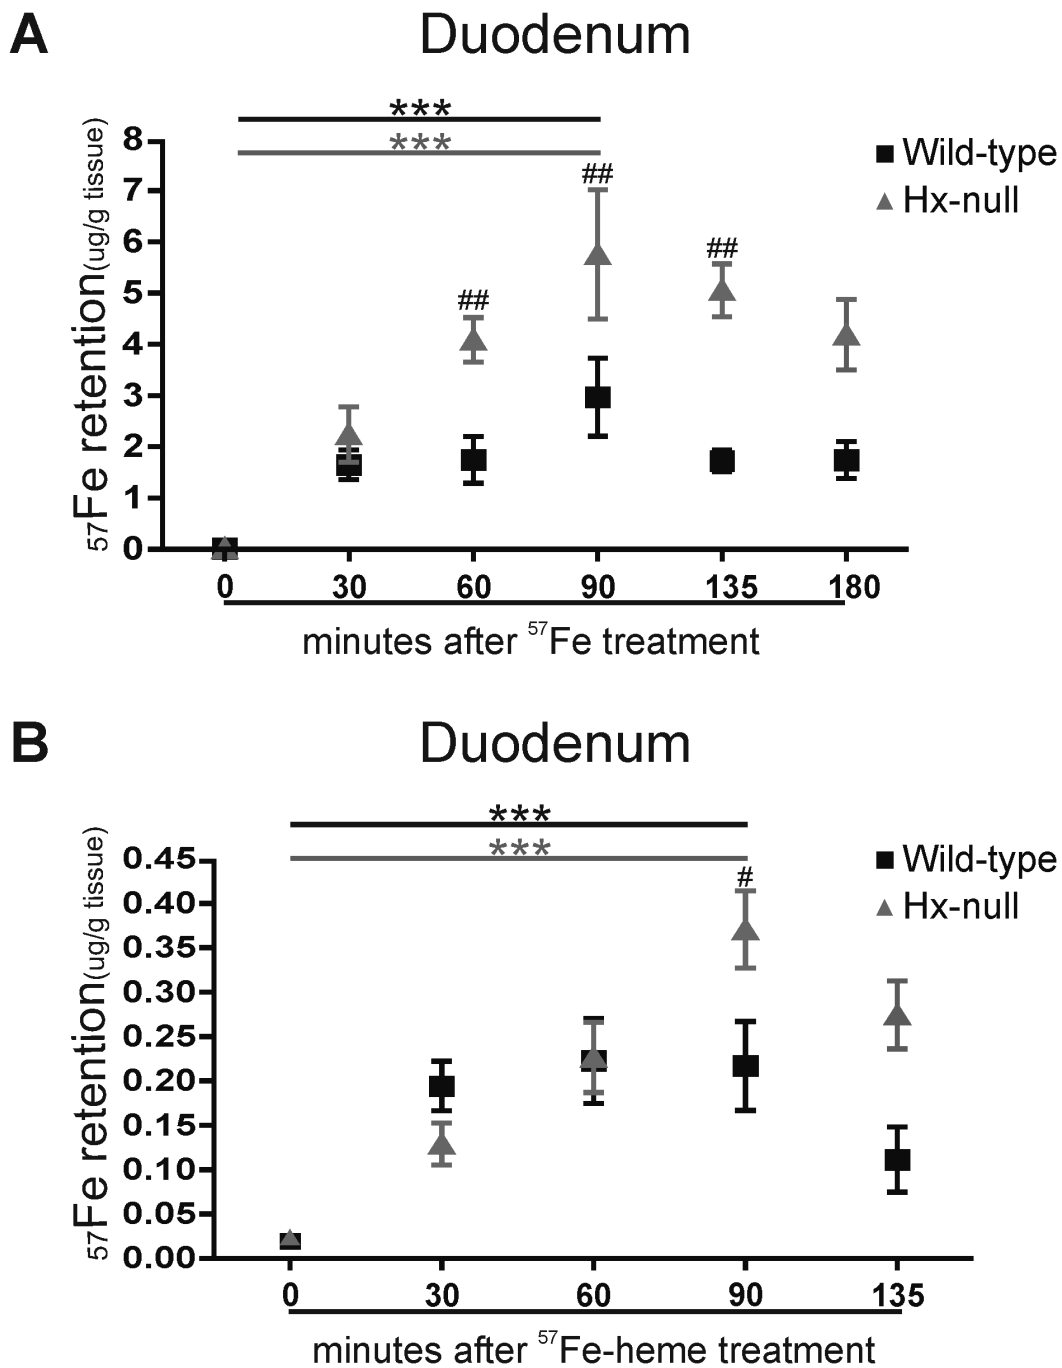 A
Duodenum
***
***
57Fe retention(ug/g tissue)
8
7
6
5
4
3
2
1
0
##
##
##
Wild-type
Hx-null
0 30 60 90 135 180
minutes after 57Fe treatment
B
Duodenum
***
***
57Fe retention(ug/g tissue)
0.45
0.40
0.35
0.30
0.25
0.20
0.15
0.10
0.05
0.00
#
Wild-type
Hx-null
0 30 60 90 135
minutes after 57Fe-heme treatment